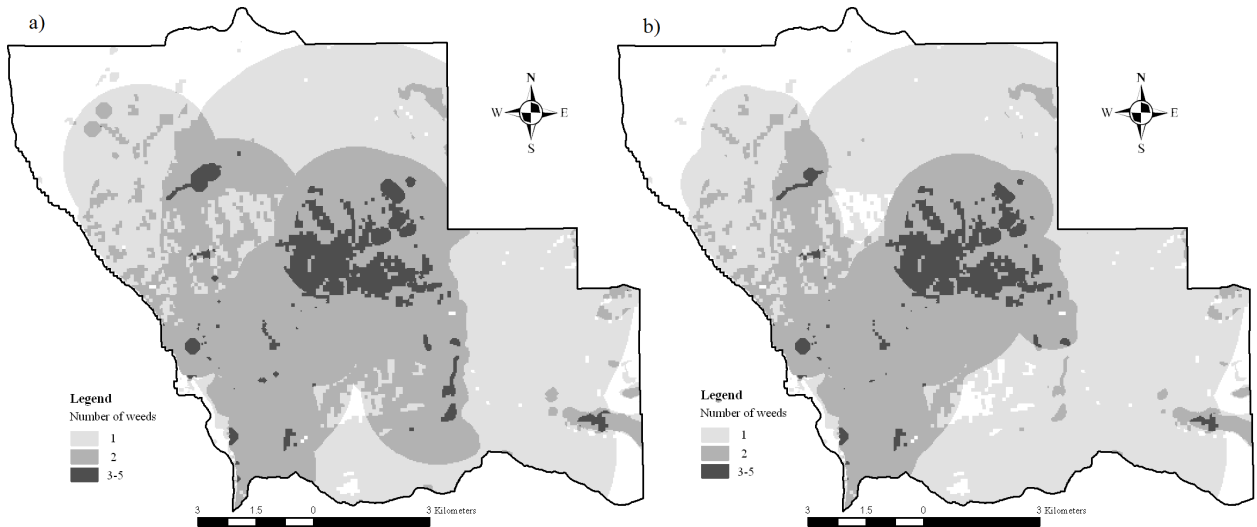 a)
N
W E
S
Legend
Number of weeds
1
2
3-5
3 1.5 0 3 Kilometers
b)
N
W E
S
Legend
Number of weeds
1
2
3-5
3 1.5 0 3 Kilometers